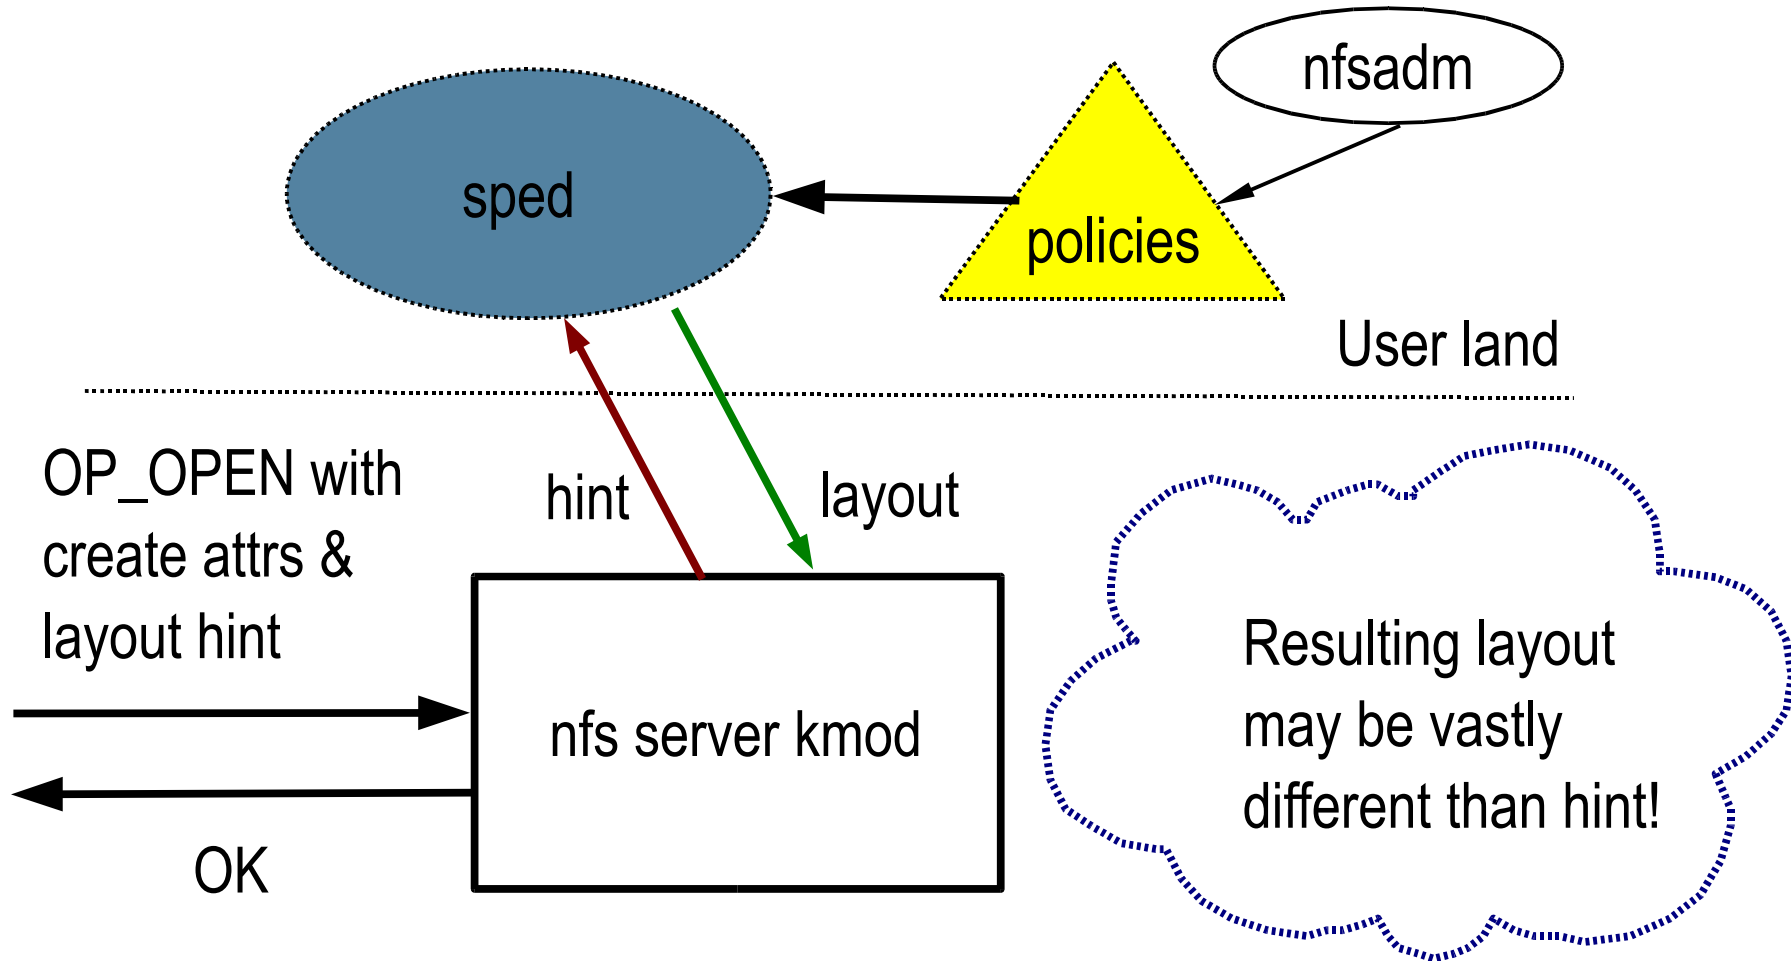 nfsadm
sped
policies
User land
OP_OPEN with
create attrs &
layout hint
hint
layout
nfs server kmod
OK
Resulting layout
may be vastly
different than hint!